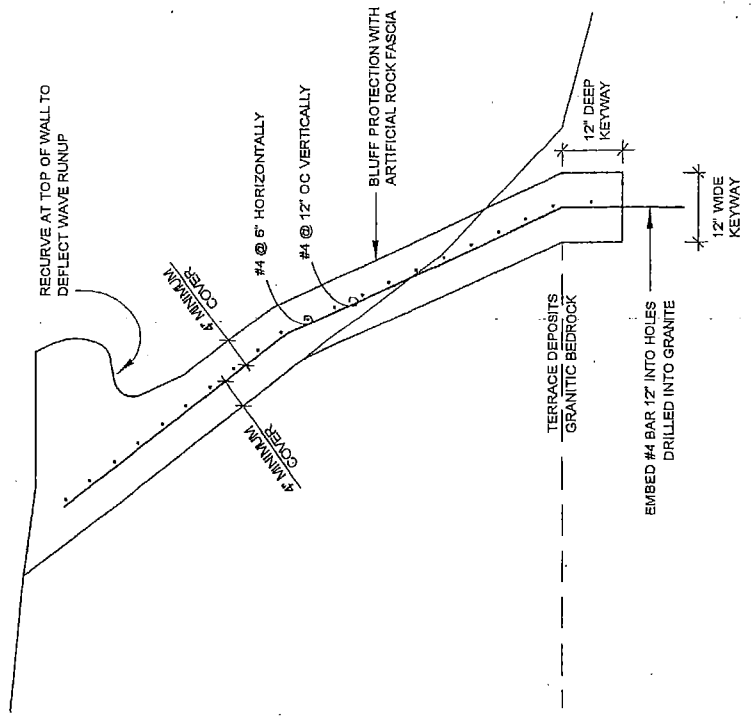 RECURVE AT TOP OF WALL TO
DEFLECT WAVE RUNUP
4" MINIMUM
COVER
4" MINIMUM
COVER
#4 @ 6" HORIZONTALLY
#4 @ 12" OC VERTICALLY
BLUFF PROTECTION WITH
ARTIFICIAL ROCK FASCIA
TERRACE DEPOSITS
GRANITIC BEDROCK
12" DEEP
KEYWAY
12" WIDE
KEYWAY
EMBED #4 BAR 12" INTO HOLES
DRILLED INTO GRANITE